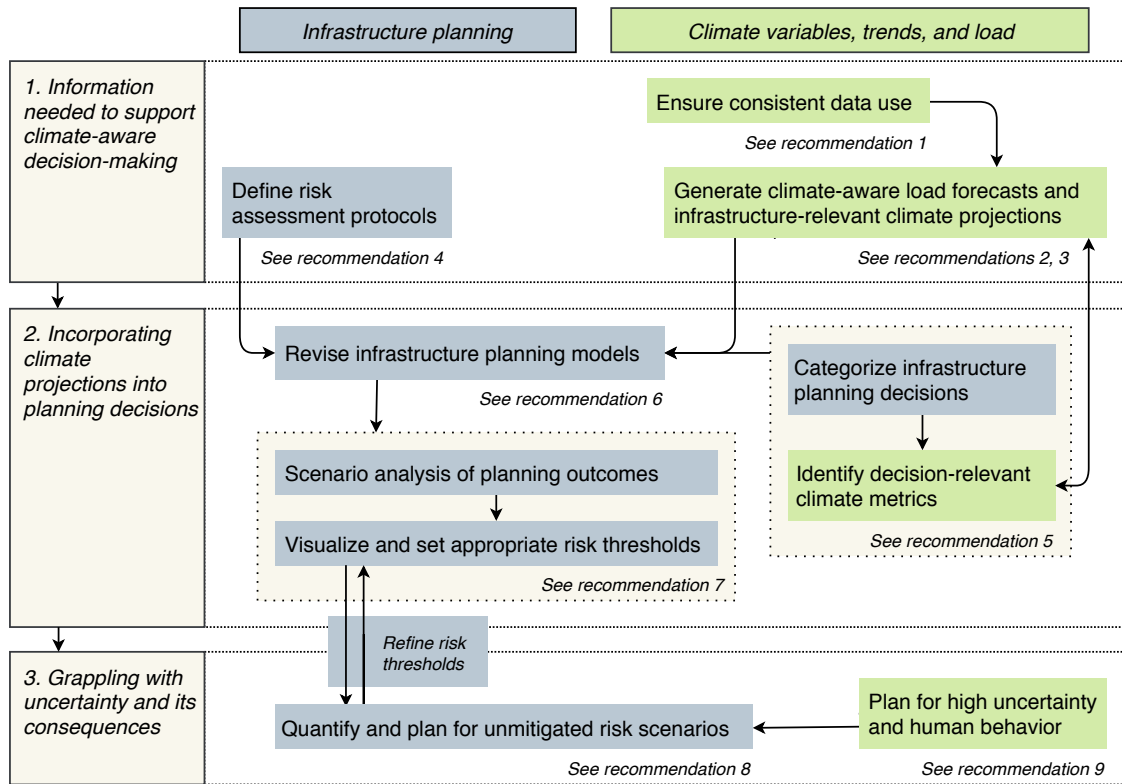 Infrastructure planning
Climate variables, trends, and load
1. Information
needed to support
climate-aware
decision-making
Ensure consistent data use
See recommendation 1
Define risk
assessment protocols
See recommendation 4
Generate climate-aware load forecasts and
infrastructure-relevant climate projections
See recommendations 2, 3
2. Incorporating
climate
projections into
planning decisions
Revise infrastructure planning models
See recommendation 6
Categorize infrastructure
planning decisions
Identify decision-relevant
climate metrics
See recommendation 5
Scenario analysis of planning outcomes
Visualize and set appropriate risk thresholds
See recommendation 7
Refine risk
thresholds
3. Grappling with
uncertainty and its
consequences
Quantify and plan for unmitigated risk scenarios
See recommendation 8
Plan for high uncertainty
and human behavior
See recommendation 9